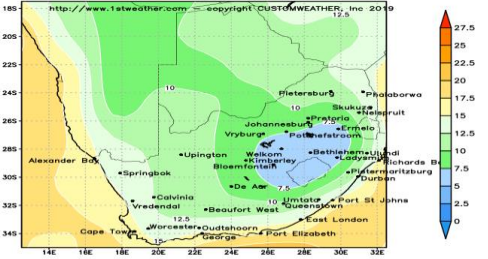 http://www.1stweather.com — copyright CUSTOMWEATHER, Inc 2019
18S
12.5
27.5
20S
25
22S
22.5
10
Pietersburg
Phalaborwa
20
24S
10
Skukuza
Nelspruit
17.5
Pretoria
Johannesburg
7.5
26S
Vryburg
Potchefstroom
Ermelo
15
Welkom
Bethlehem
Ulundi
12.5
28S
Alexander Bay
Upington
Kimberley
Ladysmith
Richards B
10
Springbok
Bloemfontein
Pietermaritzburg
30S
Durban
7.5
De Aar
7.5
Calvinia
10
Umtata
Port St Johns
5
32S
Vredendal
Beaufort West
Queenstown
12.5
East London
2.5
Cape Town
Worcester
Oudtshoorn
34S
15
George
Port Elizabeth
0
14E 16E 18E 20E 22E 24E 26E 28E 30E 32E